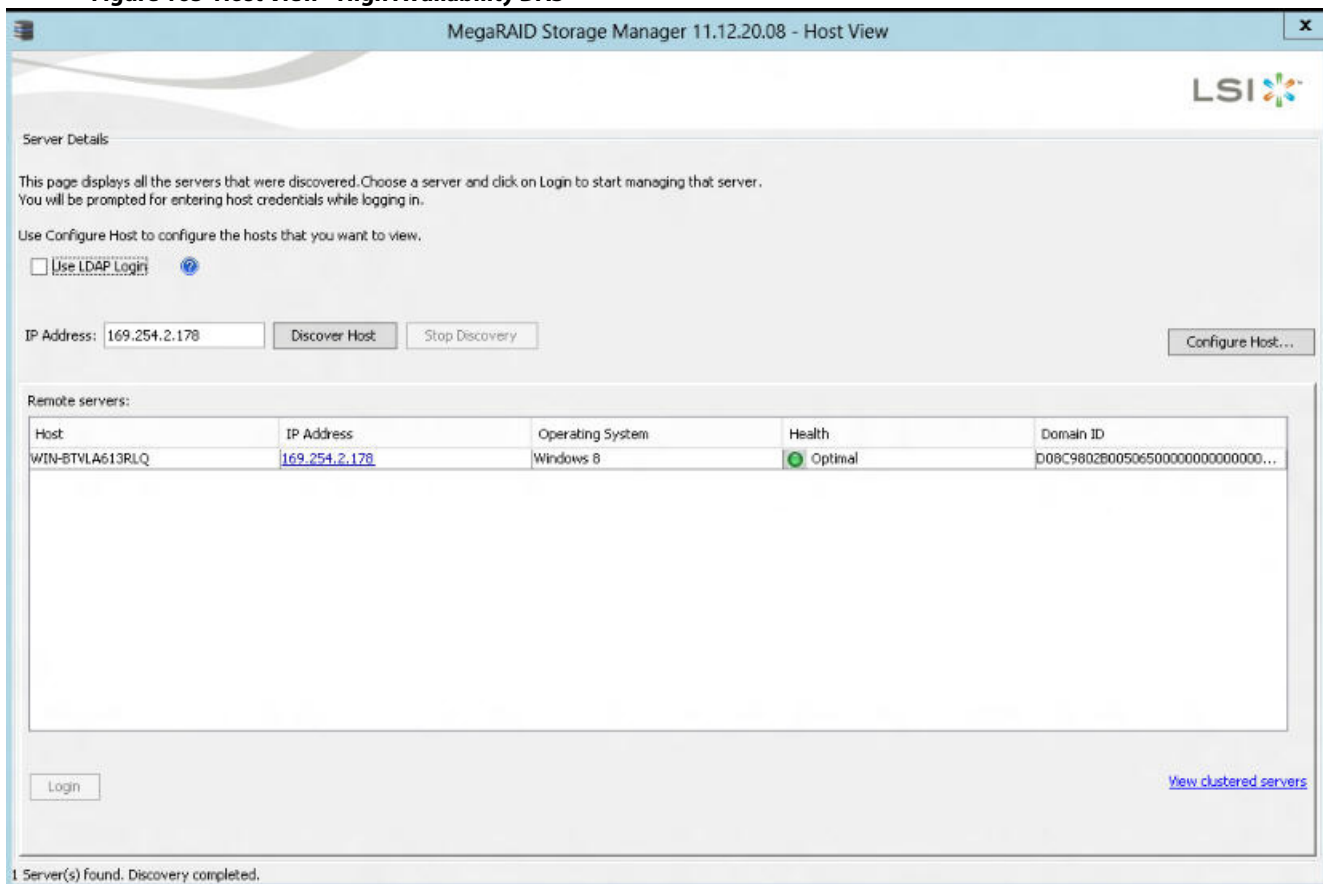 MegaRAID Storage Manager 11.12.20.08 - Host View
x
LSI
Server Details
This page displays all the servers that were discovered.Choose a server and click on Login to start managing that server.
You will be prompted for entering host credentials while logging in.
Use Configure Host to configure the hosts that you want to view.
Use LDAP Login ?
IP Address: 169.254.2.178 Discover Host Stop Discovery
Configure Host...
Remote servers:
Host IP Address Operating System Health Domain ID
WIN-BTVLA613RLQ 169.254.2.178 Windows 8 Optimal
Login
View clustered servers
1 Server(s) found. Discovery completed.